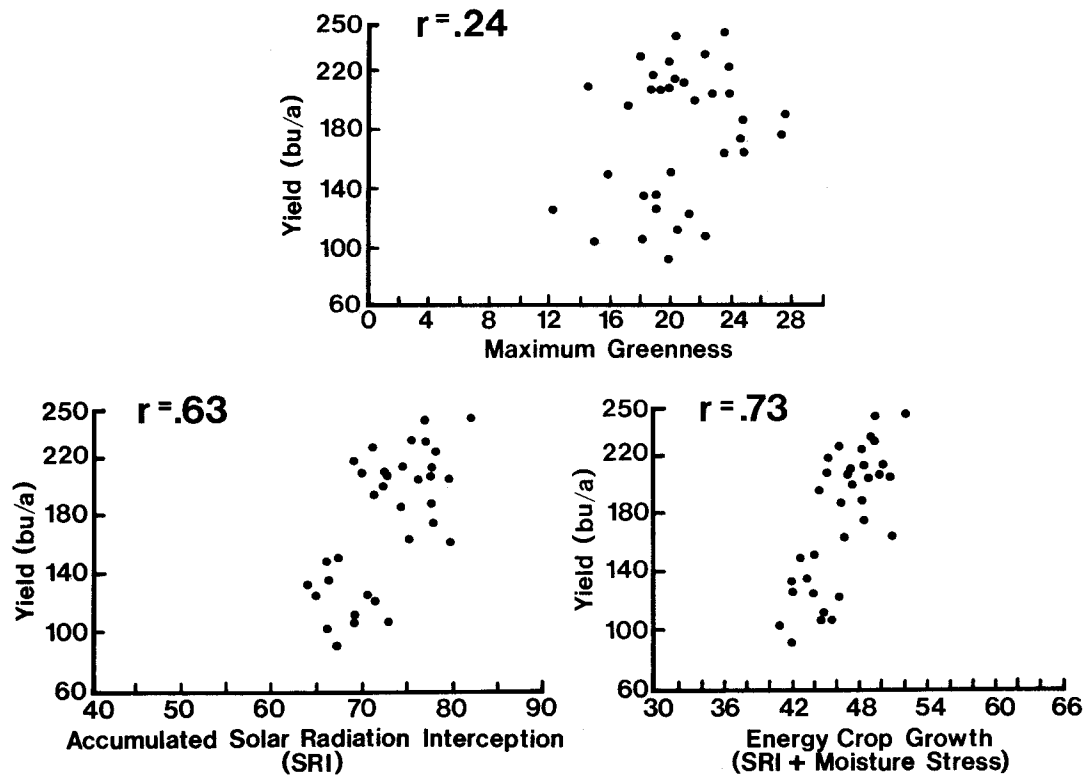 r = .24
250
220
180
140
100
60
Yield (bu/a)
0 4 8 12 16 20 24 28
Maximum Greenness
r = .63
250
220
180
140
100
60
Yield (bu/a)
40 50 60 70 80 90
Accumulated Solar Radiation Interception
(SRI)
r = .73
250
220
180
140
100
60
Yield (bu/a)
30 36 42 48 54 60 66
Energy Crop Growth
(SRI + Moisture Stress)